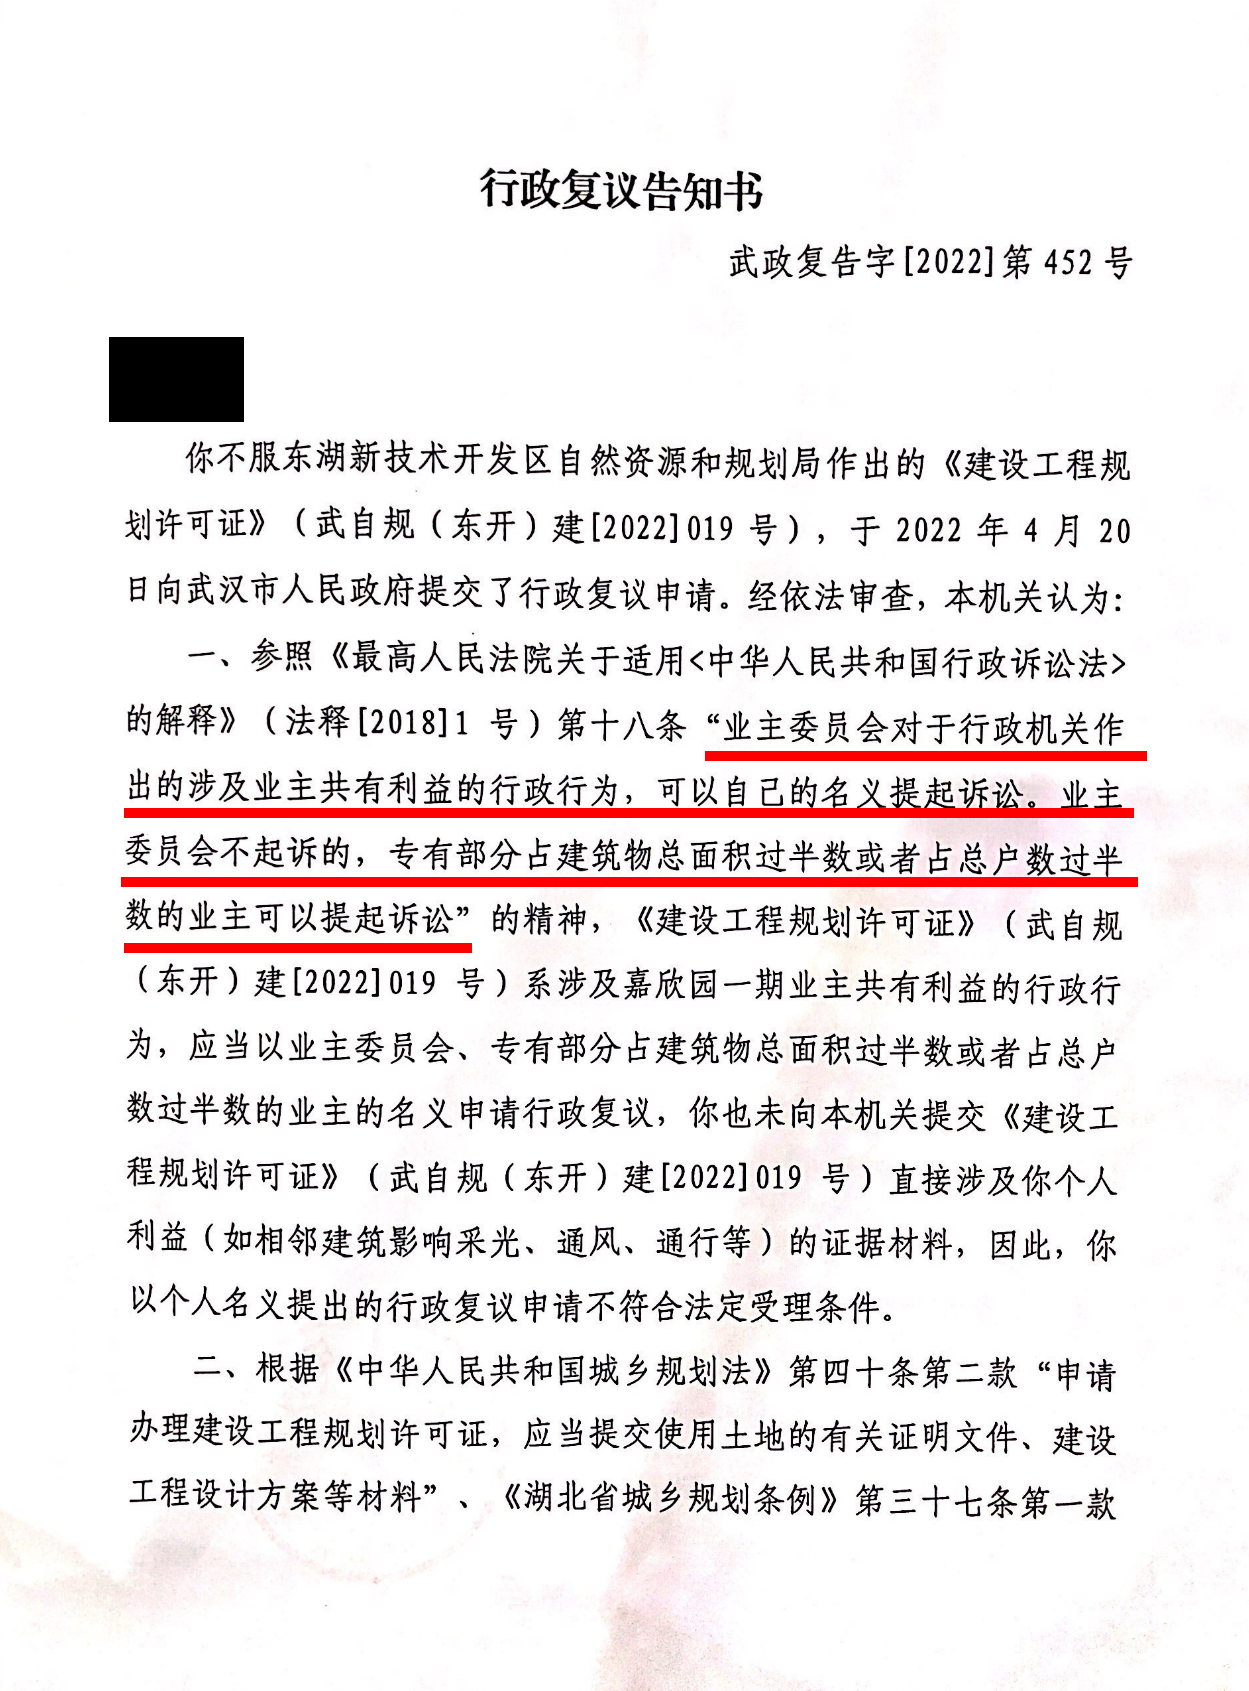 行政复议告知书
武政复告字[2022]第 452 号
你不服东湖新技术开发区自然资源和规划局作出的《建设工程规
划许可证》（武自规（东开）建[2022]019 号），于 2022 年 4 月 20
日向武汉市人民政府提交了行政复议申请。经依法审查，本机关认为：
一、参照《最高人民法院关于适用<中华人民共和国行政诉讼法>
的解释》（法释[2018]1 号）第十八条“业主委员会对于行政机关作
出的涉及业主共有利益的行政行为，可以自己的名义提起诉讼。业主
委员会不起诉的，专有部分占建筑物总面积过半数或者占总户数过半
数的业主可以提起诉讼”的精神，《建设工程规划许可证》（武自规
（东开）建[2022]019 号）系涉及嘉欣园一期业主共有利益的行政行
为，应当以业主委员会、专有部分占建筑物总面积过半数或者占总户
数过半数的业主的名义申请行政复议，你也未向本机关提交《建设工
程规划许可证》（武自规（东开）建[2022]019 号）直接涉及你个人
利益（如相邻建筑影响采光、通风、通行等）的证据材料，因此，你
以个人名义提出的行政复议申请不符合法定受理条件。
二、根据《中华人民共和国城乡规划法》第四十条第二款“申请
办理建设工程规划许可证，应当提交使用土地的有关证明文件、建设
工程设计方案等材料”、《湖北省城乡规划条例》第三十七条第一款